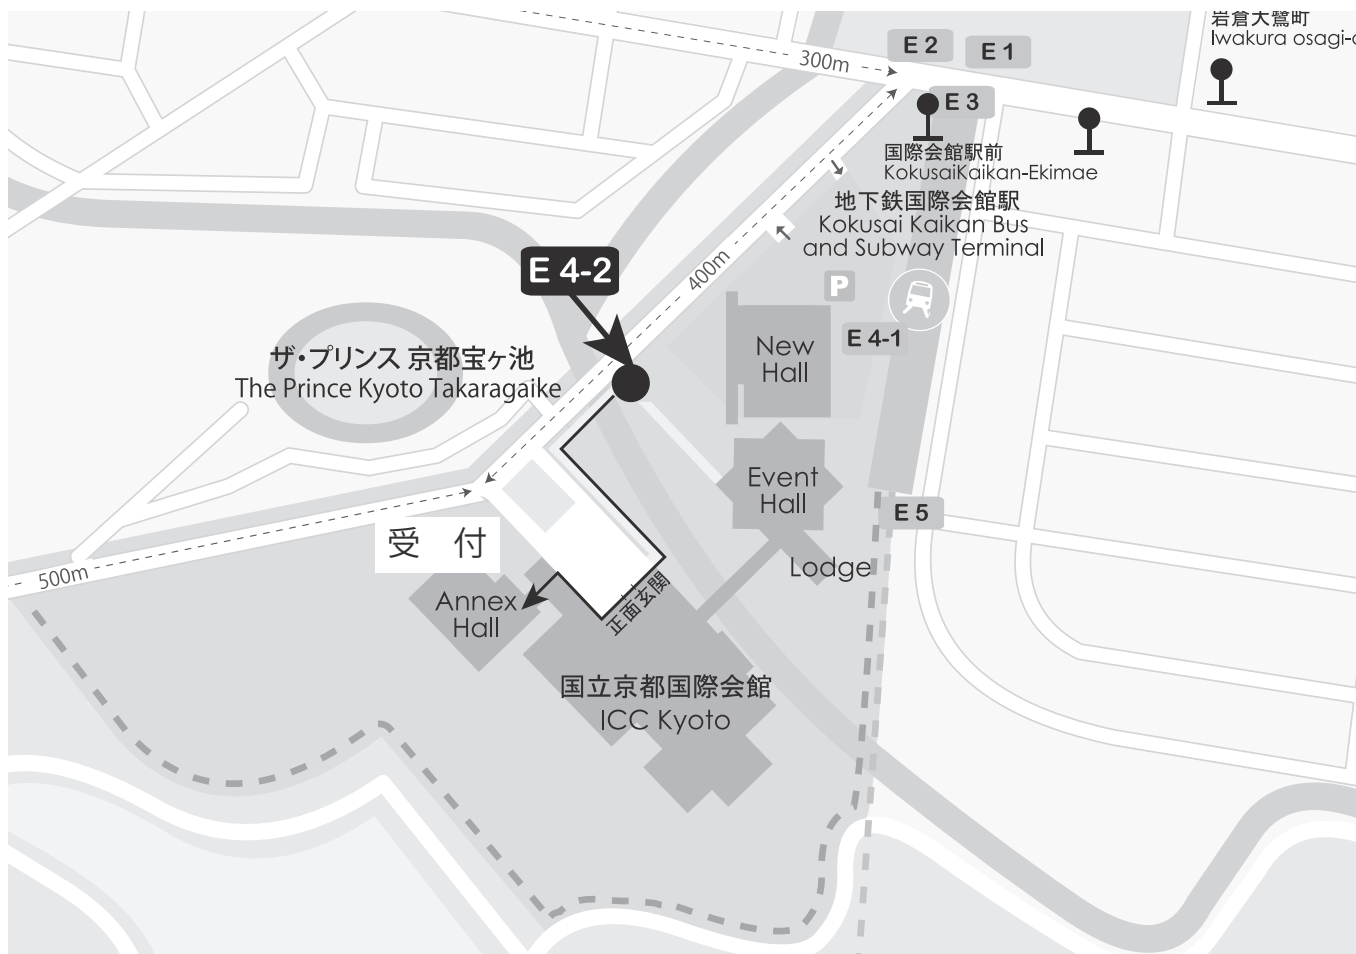 岩倉大鷺町
Iwakura osagi-c
E 2
E 1
300m
E 3
国際会館駅前
KokusaiKaikan-Ekimae
地下鉄国際会館駅
Kokusai Kaikan Bus
and Subway Terminal
E 4-2
400m
P
New
Hall
E 4-1
ザ・プリンス 京都宝ヶ池
The Prince Kyoto Takaragaike
Event
Hall
E 5
受 付
Lodge
500m
Annex
Hall
正面玄関
国立京都国際会館
ICC Kyoto